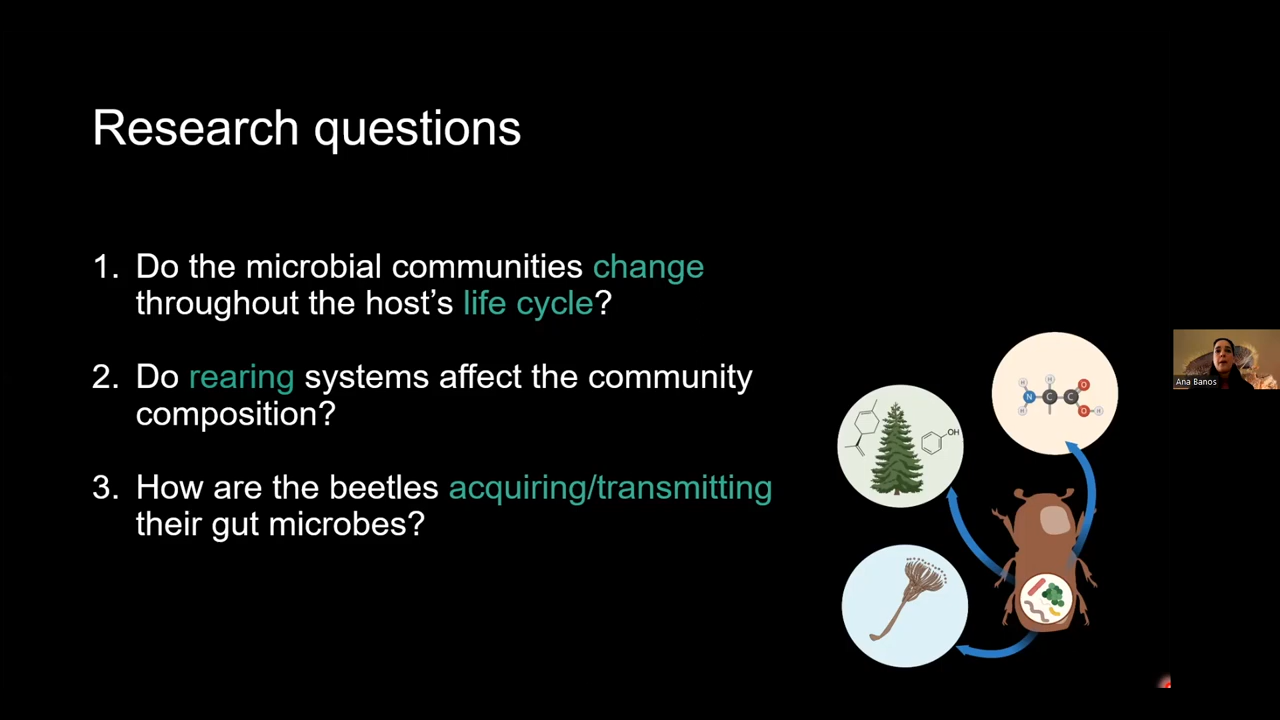 Research questions
1. Do the microbial communities change
throughout the host's life cycle?
2. Do rearing systems affect the community
composition?
3. How are the beetles acquiring/transmitting
their gut microbes?
OH
H
H
O
N
C
C
H
O
H
Ana Banos